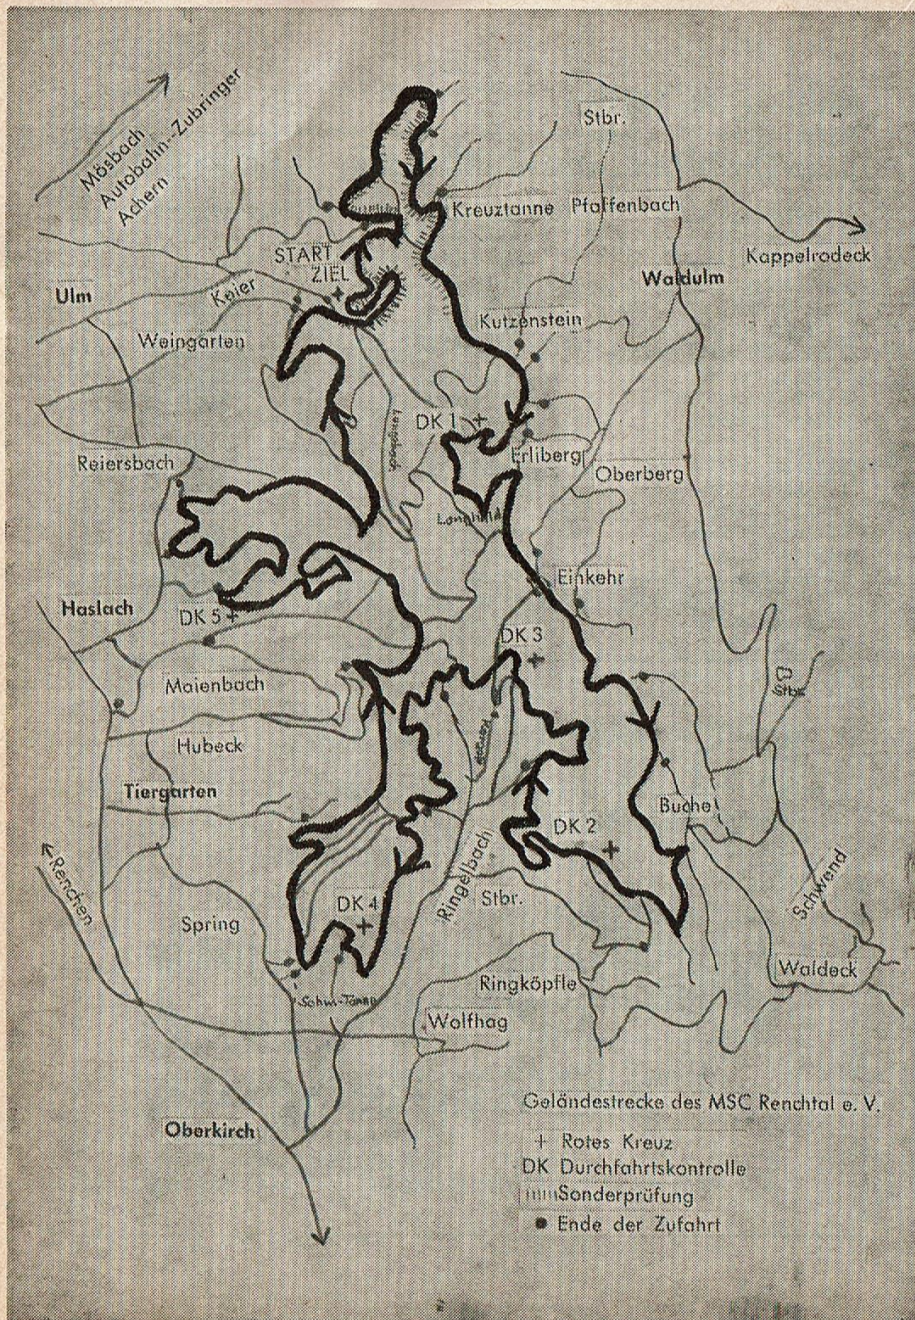 Mösbach
Autobahn-Zubringer
Achern
Stbr.
Kreuztanne
Pfaffenbach
Kappelrodeck
START
ZIEL
Waldulm
Ulm
Keier
Kutzenstein
Weingarten
DK 1
Erliberg
Reiersbach
Oberberg
Einkehr
Haslach
DK 5
DK 3
Stbr.
Maienbach
Hubeck
Tiergarten
Buche
DK 2
Ringelbach
Renchen
Schwend
Stbr.
DK 4
Spring
Waldeck
Ringköpfle
Wolfhag
Oberkirch
Geländestrecke des MSC Renchtal e. V.
+ Rotes Kreuz
DK Durchfahrtskontrolle
Sonderprüfung
● Ende der Zufahrt